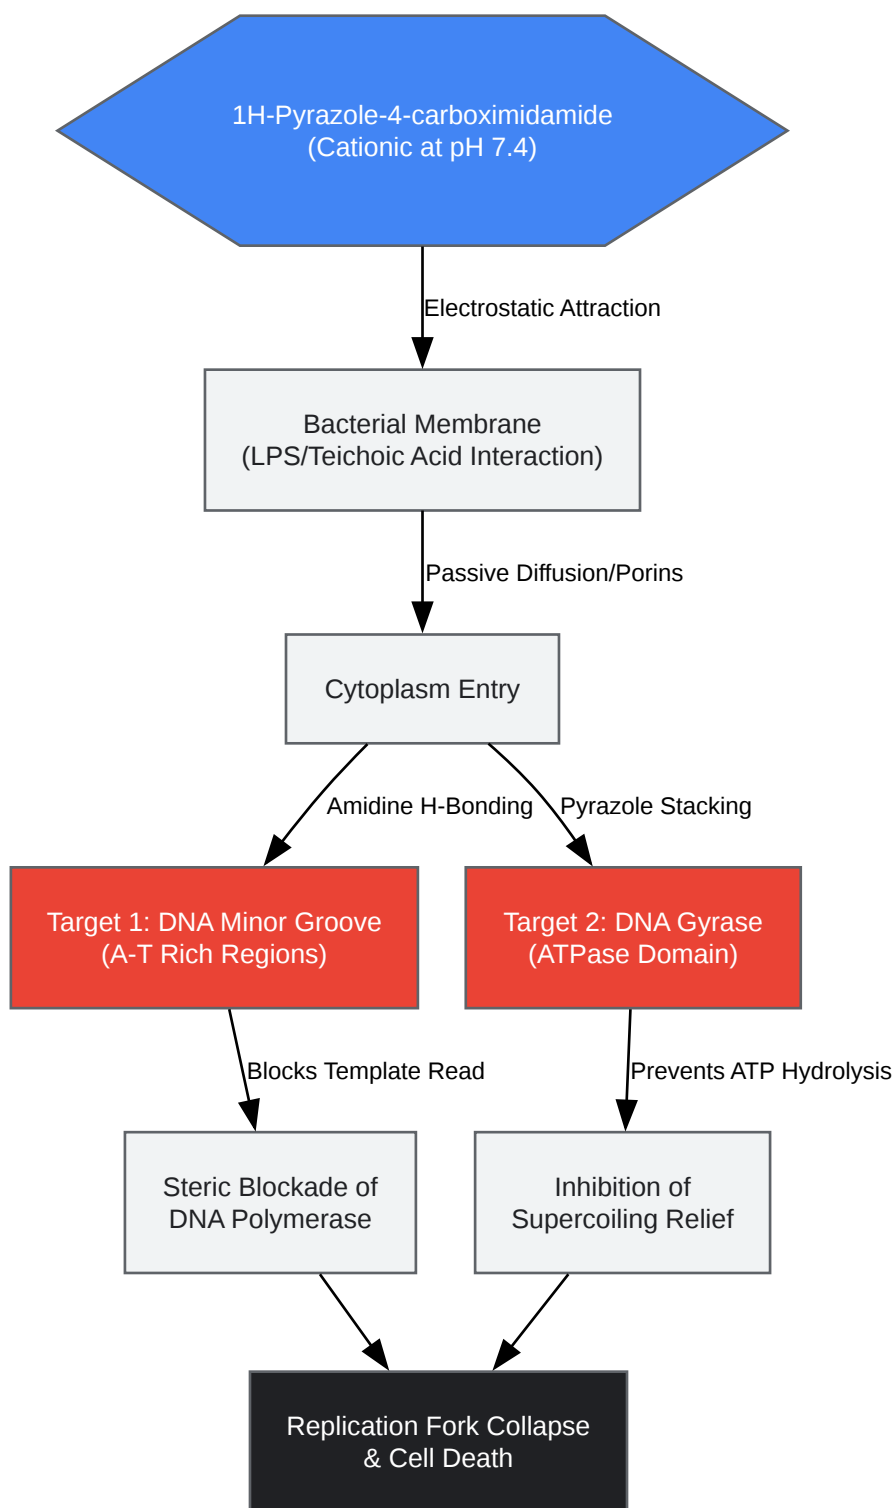 1H-Pyrazole-4-carboximidamide
(Cationic at pH 7.4)
Electrostatic Attraction
Bacterial Membrane
(LPS/Teichoic Acid Interaction)
Passive Diffusion/Porins
Cytoplasm Entry
Amidine H-Bonding
Pyrazole Stacking
Target 1: DNA Minor Groove
(A-T Rich Regions)
Target 2: DNA Gyrase
(ATPase Domain)
Blocks Template Read
Prevents ATP Hydrolysis
Steric Blockade of
DNA Polymerase
Inhibition of
Supercoiling Relief
Replication Fork Collapse
& Cell Death